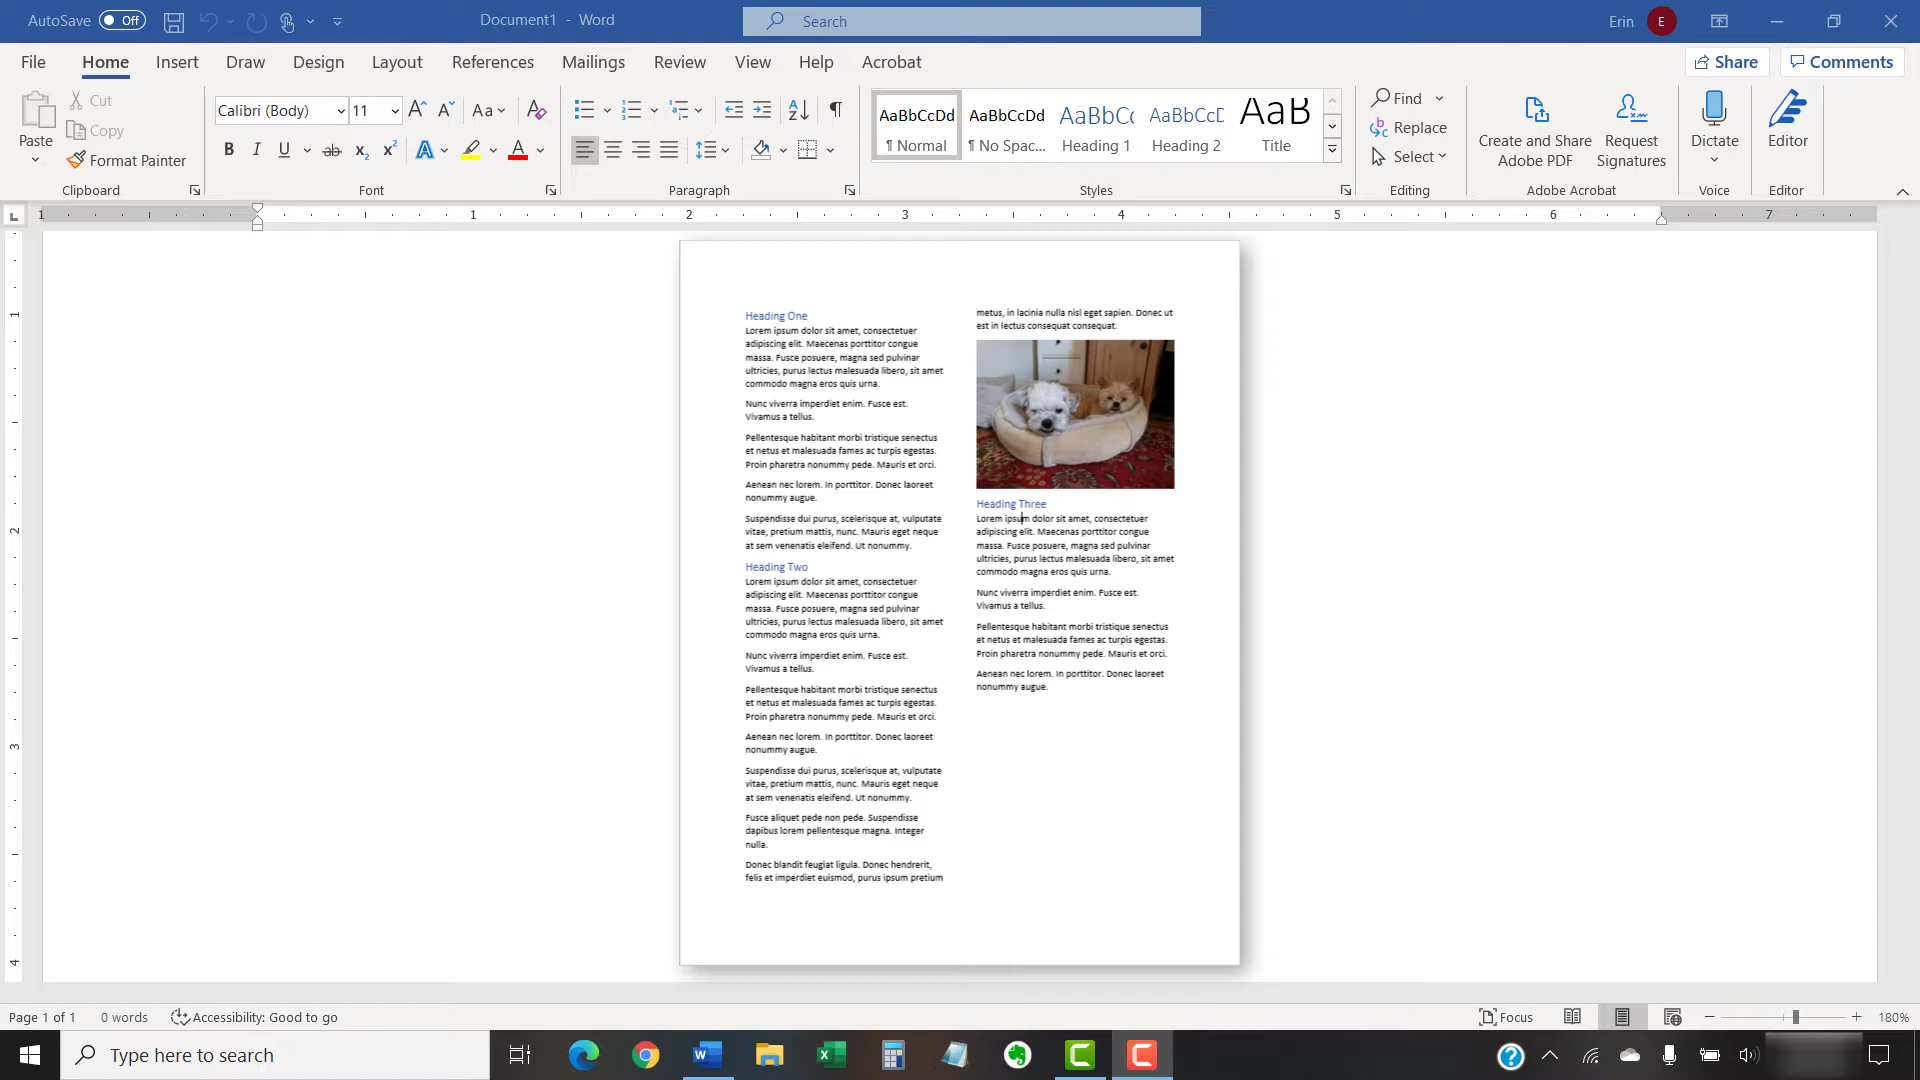 AutoSave Off
Document1 - Word
Search
Erin E
File Home Insert Draw Design Layout References Mailings Review View Help Acrobat
Share Comments
Paste
Cut
Copy
Format Painter
Clipboard
Calibri (Body) 11
Aa
B I U ab x₂ x²
A A
Font
Paragraph
AaBbCcDd AaBbCcDd AaBbCc AaBbCcD AaB
¶ Normal ¶ No Spac... Heading 1 Heading 2 Title
Styles
Find
Replace
Select
Editing
Create and Share
Adobe PDF
Request
Signatures
Adobe Acrobat
Dictate
Voice
Editor
Editor
L 1 1 2 3 4 5 6 7
1
2
3
4
Heading One
Lorem ipsum dolor sit amet, consectetuer
adipiscing elit. Maecenas porttitor congue
massa. Fusce posuere, magna sed pulvinar
ultricies, purus lectus malesuada libero, sit amet
commodo magna eros quis urna.
Nunc viverra imperdiet enim. Fusce est.
Vivamus a tellus.
Pellentesque habitant morbi tristique senectus
et netus et malesuada fames ac turpis egestas.
Proin pharetra nonummy pede. Mauris et orci.
Aenean nec lorem. In porttitor. Donec laoreet
nonummy augue.
Suspendisse dui purus, scelerisque at, vulputate
vitae, pretium mattis, nunc. Mauris eget neque
at sem venenatis eleifend. Ut nonummy.
Heading Two
Lorem ipsum dolor sit amet, consectetuer
adipiscing elit. Maecenas porttitor congue
massa. Fusce posuere, magna sed pulvinar
ultricies, purus lectus malesuada libero, sit amet
commodo magna eros quis urna.
Nunc viverra imperdiet enim. Fusce est.
Vivamus a tellus.
Pellentesque habitant morbi tristique senectus
et netus et malesuada fames ac turpis egestas.
Proin pharetra nonummy pede. Mauris et orci.
Aenean nec lorem. In porttitor. Donec laoreet
nonummy augue.
Suspendisse dui purus, scelerisque at, vulputate
vitae, pretium mattis, nunc. Mauris eget neque
at sem venenatis eleifend. Ut nonummy.
Fusce aliquet pede non pede. Suspendisse
dapibus lorem pellentesque magna. Integer
nulla.
Donec blandit feugiat ligula. Donec hendrerit,
felis et imperdiet euismod, purus ipsum pretium
metus, in lacinia nulla nisl eget sapien. Donec ut
est in lectus consequat consequat.
Heading Three
Lorem ipsum dolor sit amet, consectetuer
adipiscing elit. Maecenas porttitor congue
massa. Fusce posuere, magna sed pulvinar
ultricies, purus lectus malesuada libero, sit amet
commodo magna eros quis urna.
Nunc viverra imperdiet enim. Fusce est.
Vivamus a tellus.
Pellentesque habitant morbi tristique senectus
et netus et malesuada fames ac turpis egestas.
Proin pharetra nonummy pede. Mauris et orci.
Aenean nec lorem. In porttitor. Donec laoreet
nonummy augue.
Page 1 of 1 0 words Accessibility: Good to go
Focus 180%
Type here to search